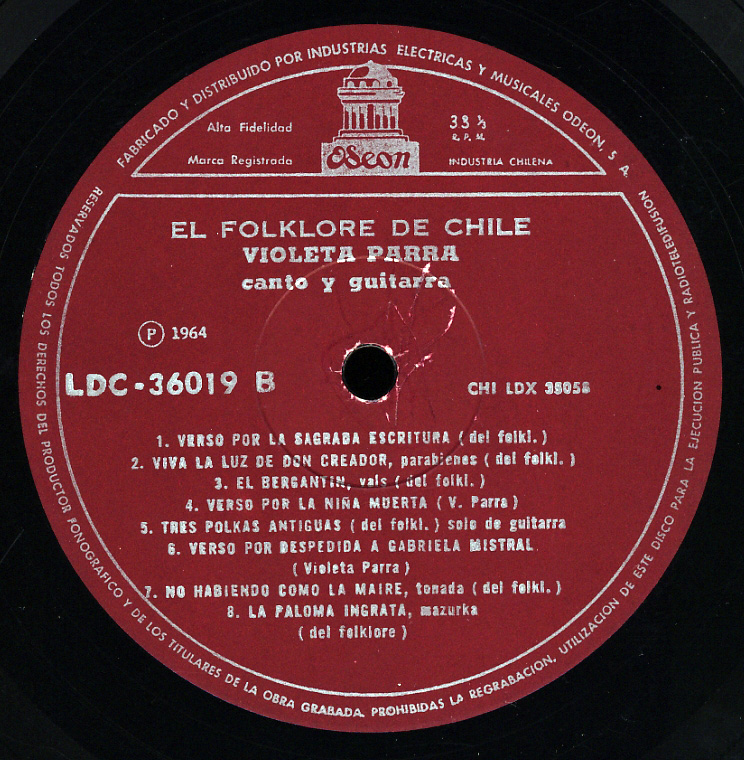 FABRICADO Y DISTRIBUIDO POR INDUSTRIAS ELECTRICAS Y MUSICALES ODEON, S. A.
Alta Fidelidad
33 ⅓
R. P. M.
Marca Registrada
Odeon
INDUSTRIA CHILENA
EL FOLKLORE DE CHILE
VIOLETA PARRA
canto y guitarra
Ⓟ 1964
LDC-36019 B
CHI LDX 38058
1. VERSO POR LA SAGRADA ESCRITURA ( del folkl. )
2. VIVA LA LUZ DE DON CREADOR, parabienes ( del folkl. )
3. EL BERGANTIN, vals ( del folkl. )
4. VERSO POR LA NIÑA MUERTA ( V. Parra )
5. TRES POLKAS ANTIGUAS ( del folkl. ) solo de guitarra
6. VERSO POR DESPEDIDA A GABRIELA MISTRAL
( Violeta Parra )
7. NO HABIENDO COMO LA MAIRE, tonada ( del folkl. )
8. LA PALOMA INGRATA, mazurka
( del folklore )
RESERVADOS TODOS LOS DERECHOS DEL PRODUCTOR FONOGRAFICO Y DE LOS TITULARES DE LA OBRA GRABADA. PROHIBIDAS LA REGRABACION, UTILIZACION DE ESTE DISCO PARA LA EJECUCION PUBLICA Y RADIOTELEDIFUSION